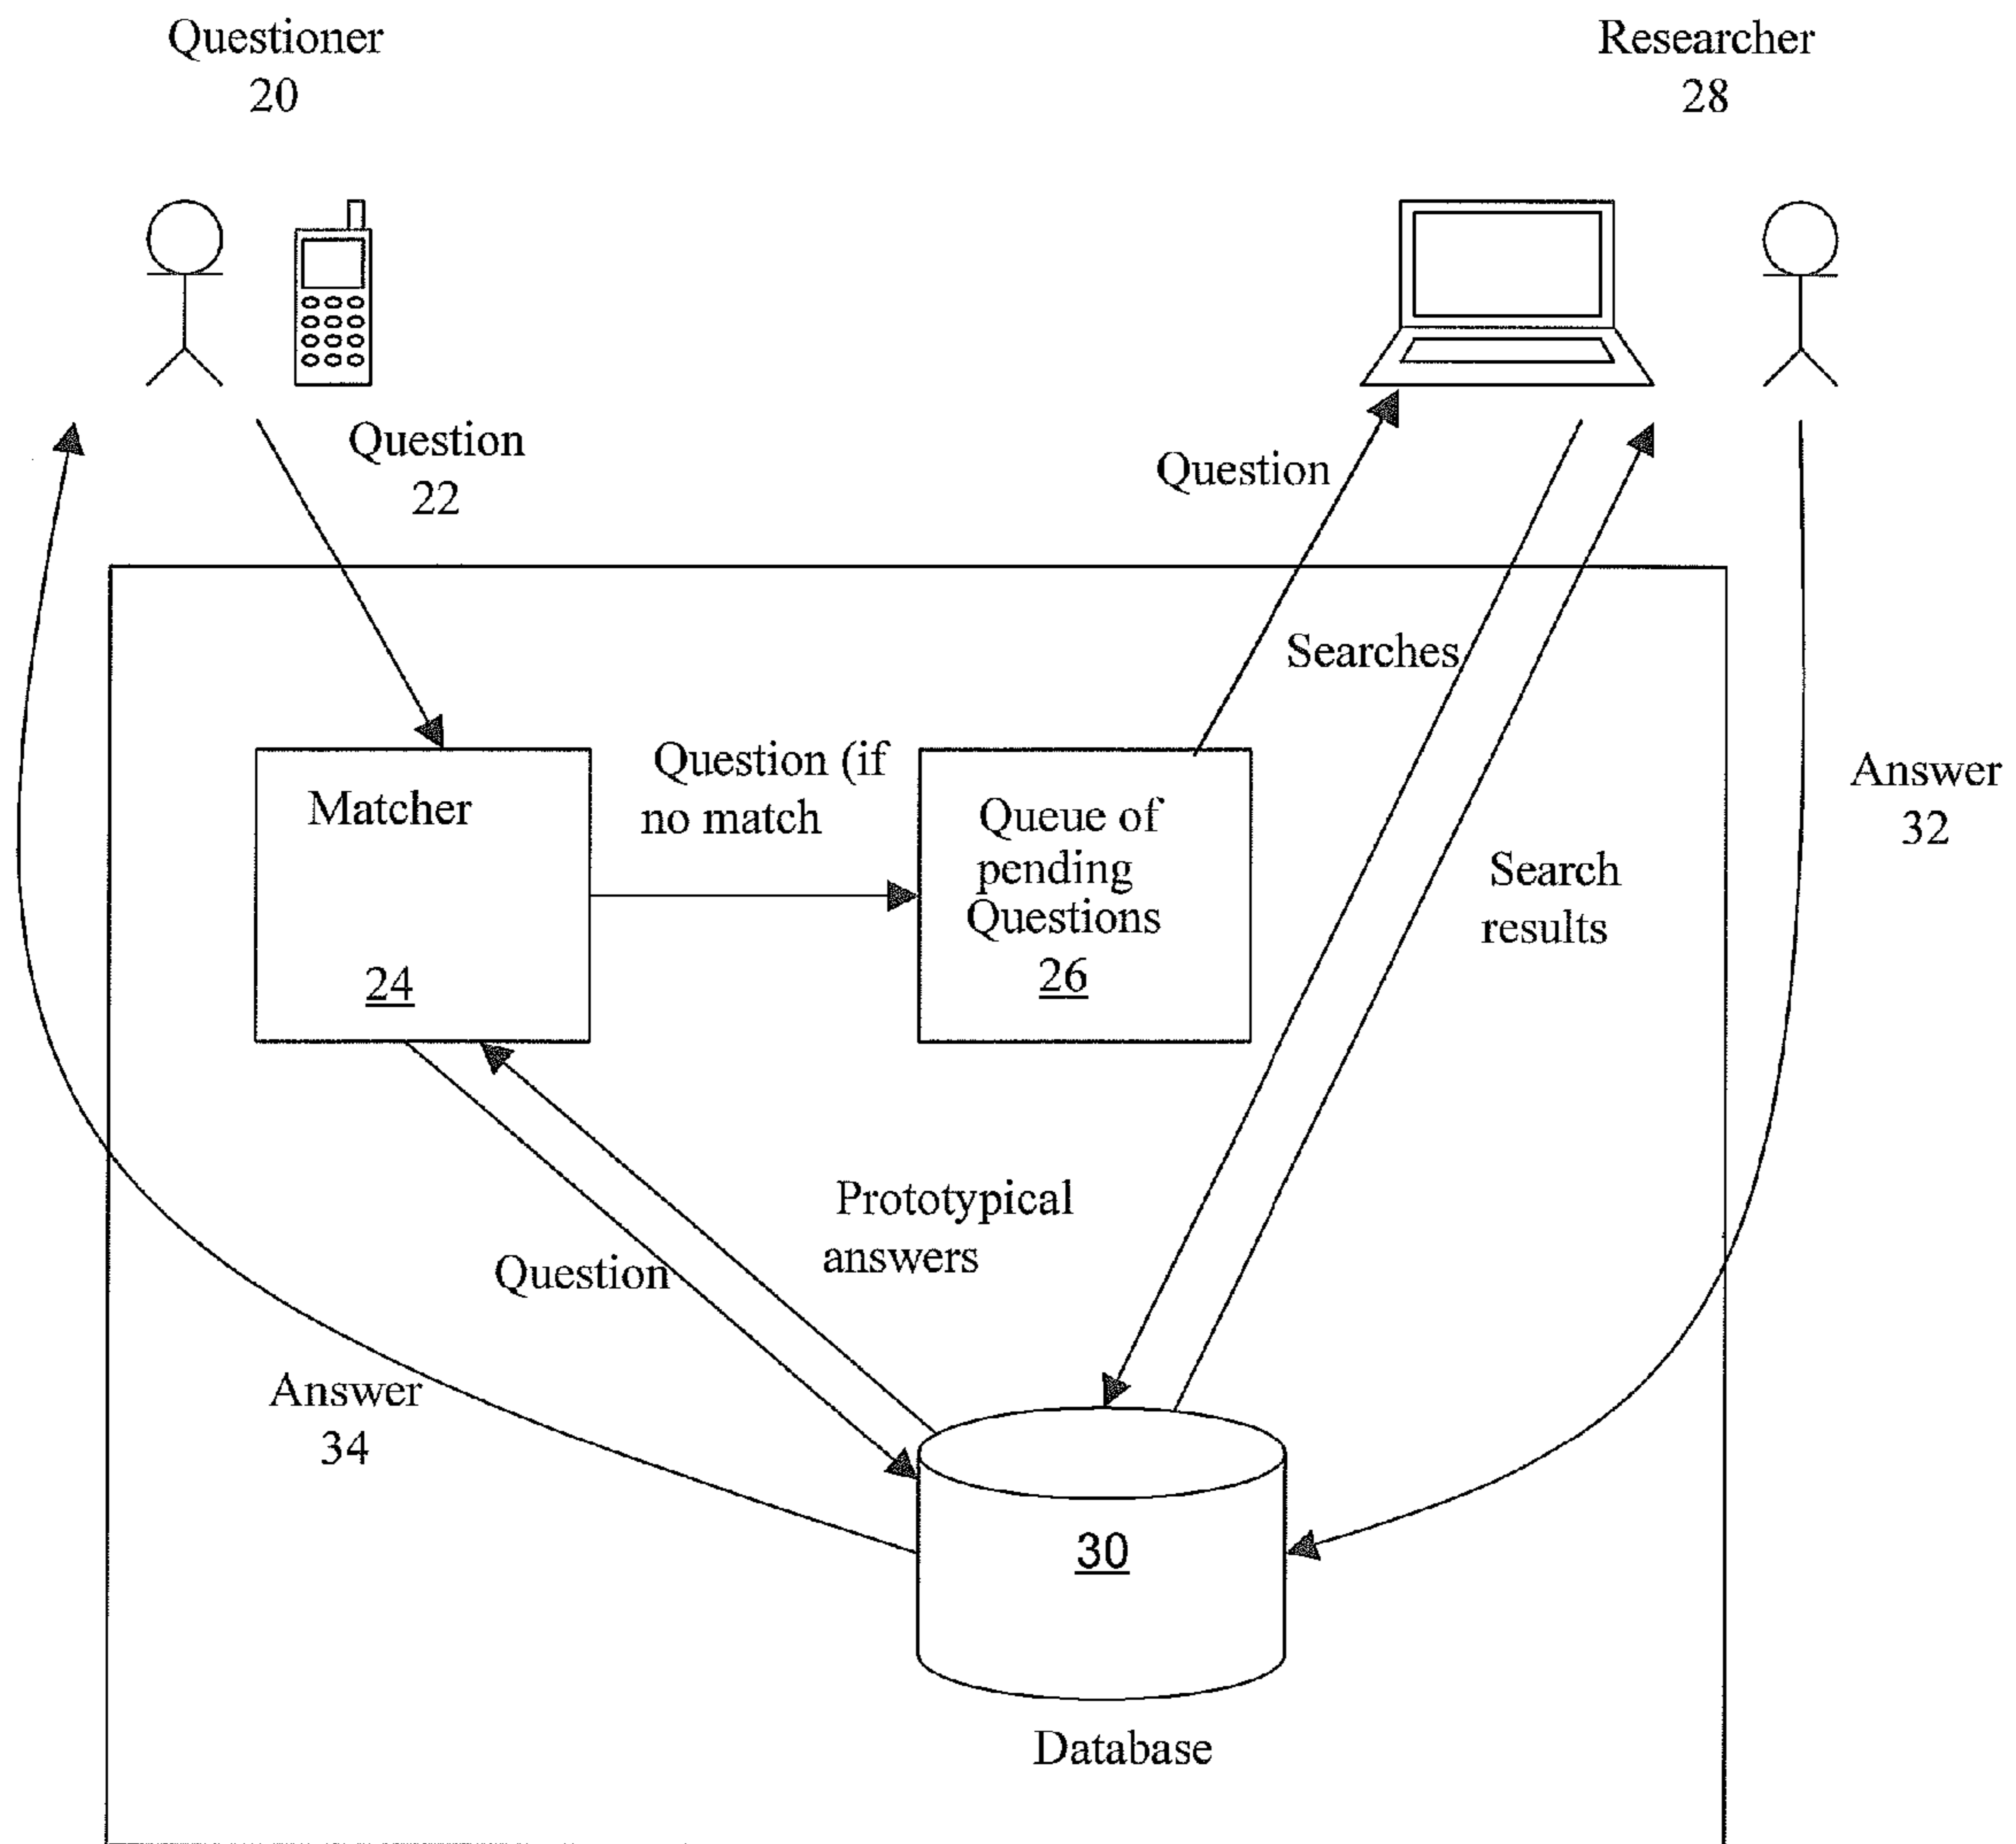 Questioner
20
Researcher
28
Question
22
Question
Searches
Question (if
no match
Matcher
24
Queue of
pending
Questions
26
Answer
32
Search
results
Prototypical
answers
Question
Answer
34
30
Database